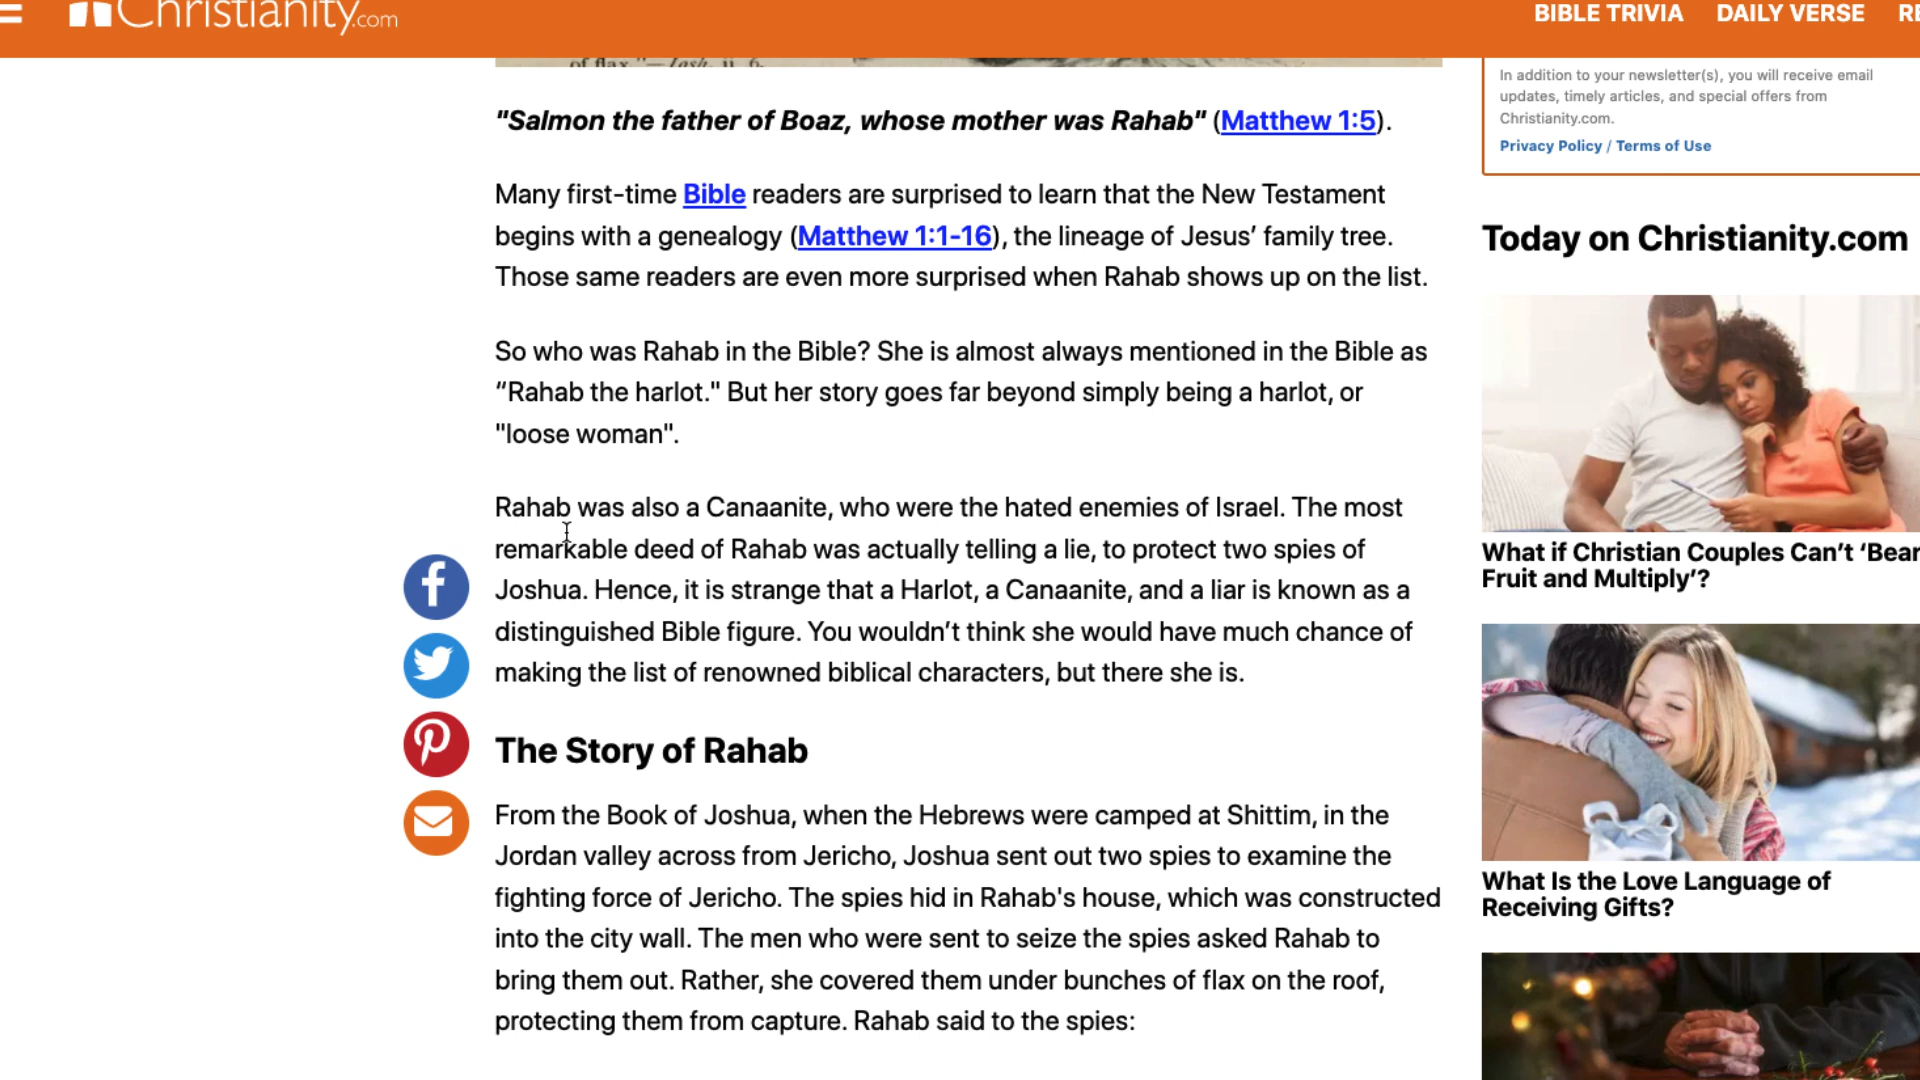 Christianity.com
BIBLE TRIVIA DAILY VERSE
of flax."—Josh. ii. 6.
"Salmon the father of Boaz, whose mother was Rahab" (Matthew 1:5).
Many first-time Bible readers are surprised to learn that the New Testament
begins with a genealogy (Matthew 1:1-16), the lineage of Jesus’ family tree.
Those same readers are even more surprised when Rahab shows up on the list.
So who was Rahab in the Bible? She is almost always mentioned in the Bible as
“Rahab the harlot." But her story goes far beyond simply being a harlot, or
"loose woman".
Rahab was also a Canaanite, who were the hated enemies of Israel. The most
remarkable deed of Rahab was actually telling a lie, to protect two spies of
Joshua. Hence, it is strange that a Harlot, a Canaanite, and a liar is known as a
distinguished Bible figure. You wouldn’t think she would have much chance of
making the list of renowned biblical characters, but there she is.
The Story of Rahab
From the Book of Joshua, when the Hebrews were camped at Shittim, in the
Jordan valley across from Jericho, Joshua sent out two spies to examine the
fighting force of Jericho. The spies hid in Rahab's house, which was constructed
into the city wall. The men who were sent to seize the spies asked Rahab to
bring them out. Rather, she covered them under bunches of flax on the roof,
protecting them from capture. Rahab said to the spies:
In addition to your newsletter(s), you will receive email
updates, timely articles, and special offers from
Christianity.com.
Privacy Policy / Terms of Use
Today on Christianity.com
What if Christian Couples Can’t ‘Bear
Fruit and Multiply’?
What Is the Love Language of
Receiving Gifts?